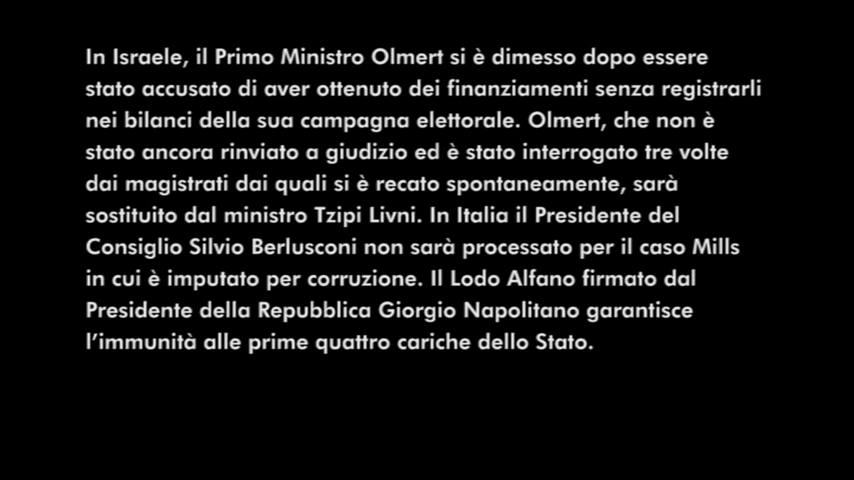 In Israele, il Primo Ministro Olmert si è dimesso dopo essere
stato accusato di aver ottenuto dei finanziamenti senza registrarli
nei bilanci della sua campagna elettorale. Olmert, che non è
stato ancora rinviato a giudizio ed è stato interrogato tre volte
dai magistrati dai quali si è recato spontaneamente, sarà
sostituito dal ministro Tzipi Livni. In Italia il Presidente del
Consiglio Silvio Berlusconi non sarà processato per il caso Mills
in cui è imputato per corruzione. Il Lodo Alfano firmato dal
Presidente della Repubblica Giorgio Napolitano garantisce
l’immunità alle prime quattro cariche dello Stato.